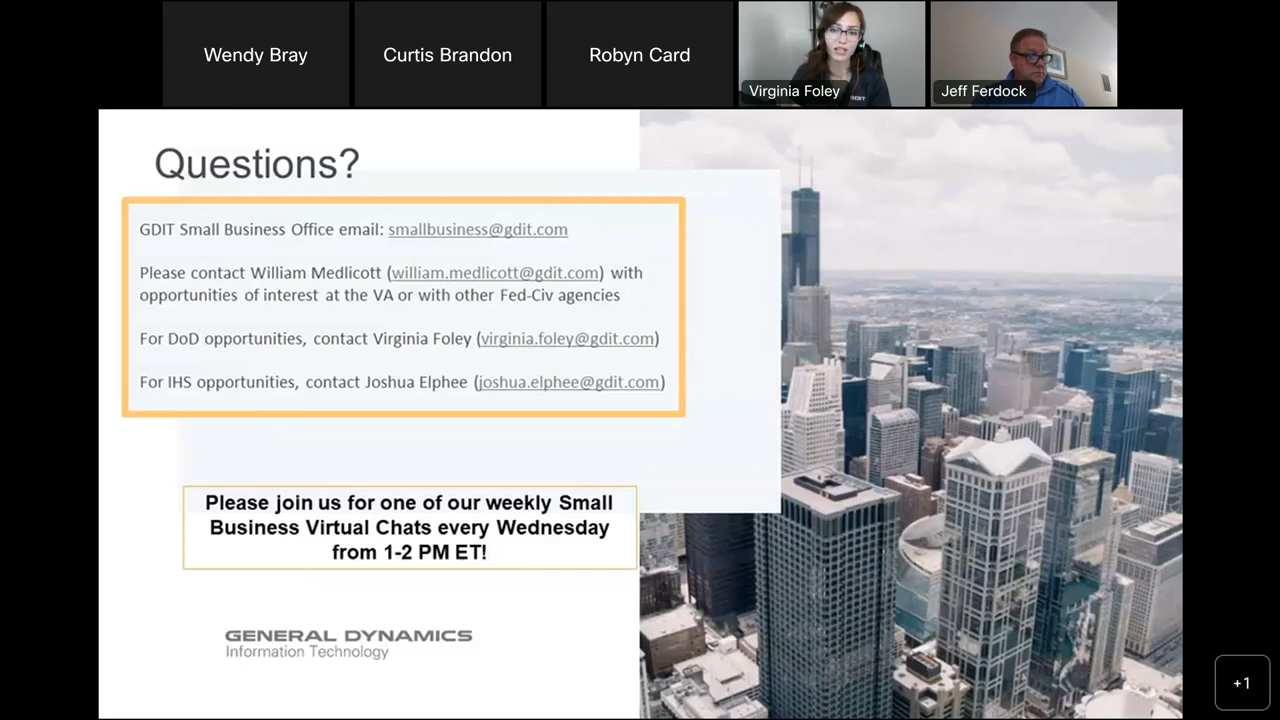 Wendy Bray
Curtis Brandon
Robyn Card
Virginia Foley
Jeff Ferdock
Questions?
GDIT Small Business Office email: smallbusiness@gdit.com
Please contact William Medlicott (william.medlicott@gdit.com) with
opportunities of interest at the VA or with other Fed-Civ agencies
For DoD opportunities, contact Virginia Foley (virginia.foley@gdit.com)
For IHS opportunities, contact Joshua Elphee (joshua.elphee@gdit.com)
Please join us for one of our weekly Small
Business Virtual Chats every Wednesday
from 1-2 PM ET!
GENERAL DYNAMICS
Information Technology
+1